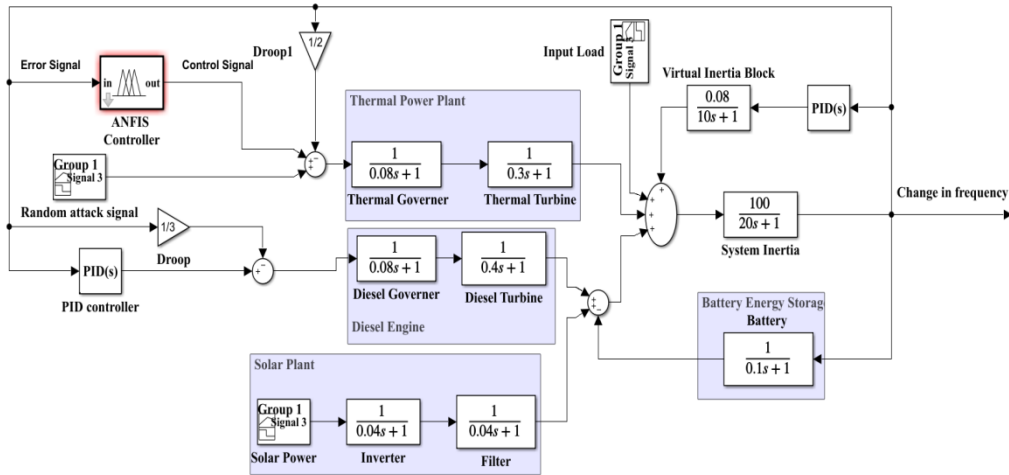 1/2
Droop1
Error Signal
Control Signal
in
out
ANFIS
Controller
Group 1
Signal 3
Random attack signal
1/3
Droop
PID(s)
PID controller
Input Load
Group 1
Signal 3
Virtual Inertia Block
0.08
10s + 1
PID(s)
Thermal Power Plant
1
0.08s + 1
Thermal Governer
1
0.3s + 1
Thermal Turbine
100
20s + 1
System Inertia
Change in frequency
1
0.08s + 1
Diesel Governer
1
0.4s + 1
Diesel Turbine
Diesel Engine
Battery Energy Storage
Battery
1
0.1s + 1
Solar Plant
Group 1
Signal 3
Solar Power
1
0.04s + 1
Inverter
1
0.04s + 1
Filter